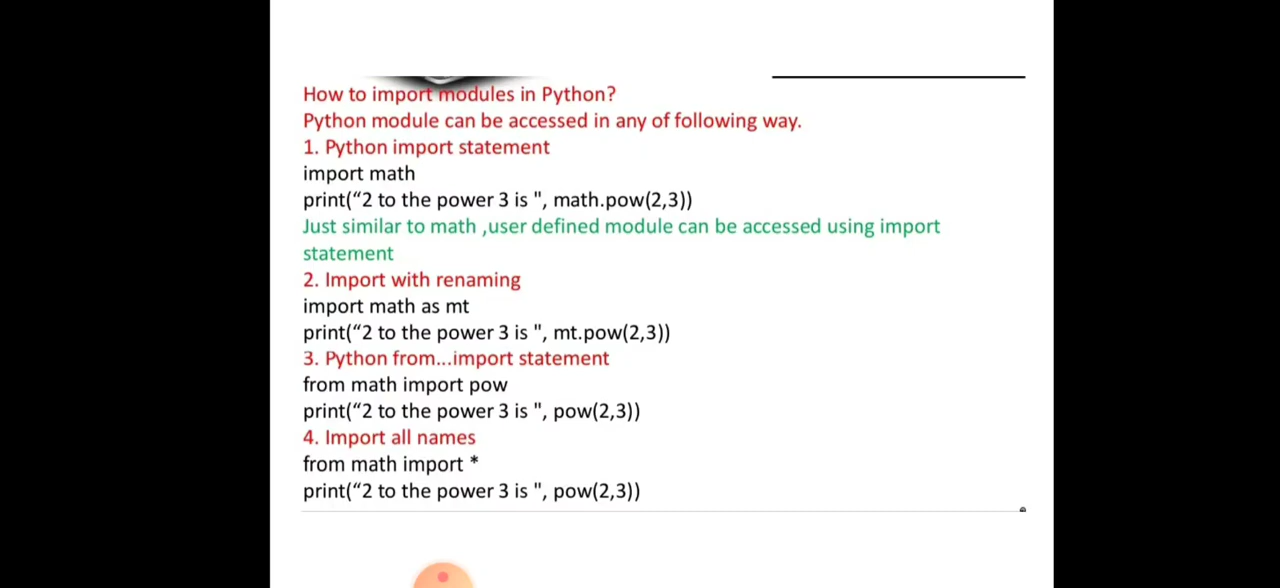 How to import modules in Python?
Python module can be accessed in any of following way.
1. Python import statement
import math
print(“2 to the power 3 is ", math.pow(2,3))
Just similar to math ,user defined module can be accessed using import
statement
2. Import with renaming
import math as mt
print(“2 to the power 3 is ", mt.pow(2,3))
3. Python from...import statement
from math import pow
print(“2 to the power 3 is ", pow(2,3))
4. Import all names
from math import *
print(“2 to the power 3 is ", pow(2,3))